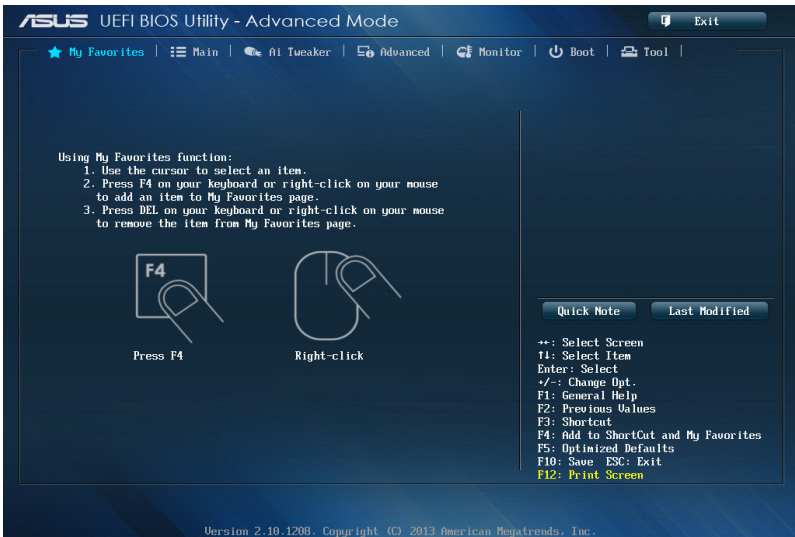 ASUS UEFI BIOS Utility - Advanced Mode
Exit
My Favorites | Main | Ai Tweaker | Advanced | Monitor | Boot | Tool |
Using My Favorites function:
1. Use the cursor to select an item.
2. Press F4 on your keyboard or right-click on your mouse
to add an item to My Favorites page.
3. Press DEL on your keyboard or right-click on your mouse
to remove the item from My Favorites page.
F4
Press F4
Right-click
Quick Note
Last Modified
→←: Select Screen
↑↓: Select Item
Enter: Select
+/-: Change Opt.
F1: General Help
F2: Previous Values
F3: Shortcut
F4: Add to ShortCut and My Favorites
F5: Optimized Defaults
F10: Save ESC: Exit
F12: Print Screen
Version 2.10.1208. Copyright (C) 2013 American Megatrends, Inc.